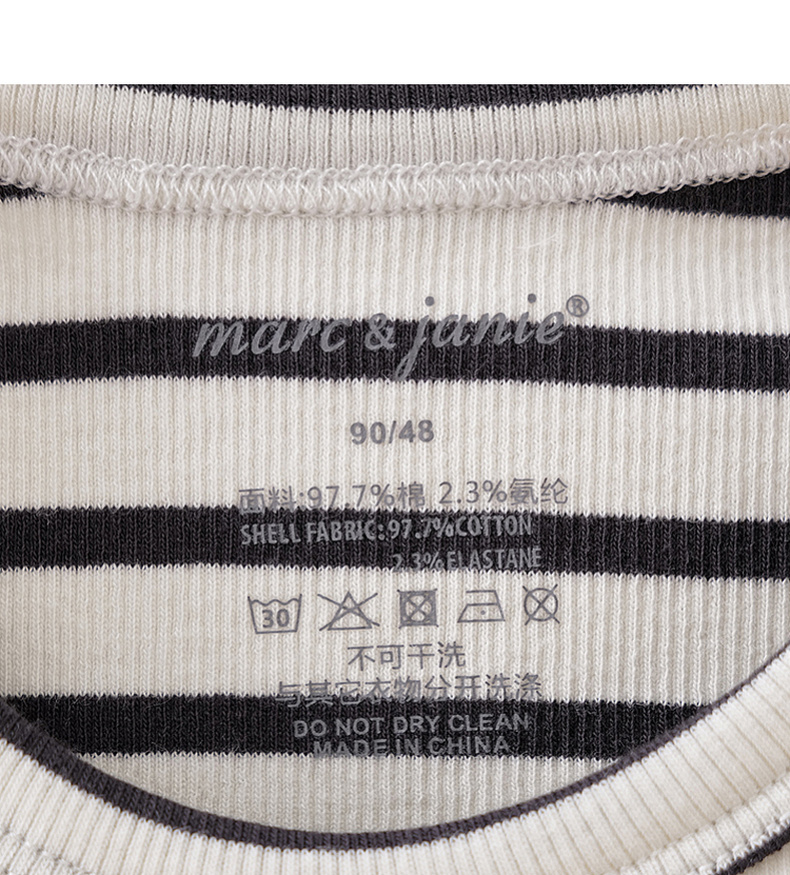 marc & janie®
90/48
面料:97.7%棉 2.3%氨纶
SHELL FABRIC:97.7%COTTON
2.3%ELASTANE
30
不可干洗
与其它衣物分开洗涤
DO NOT DRY CLEAN
MADE IN CHINA